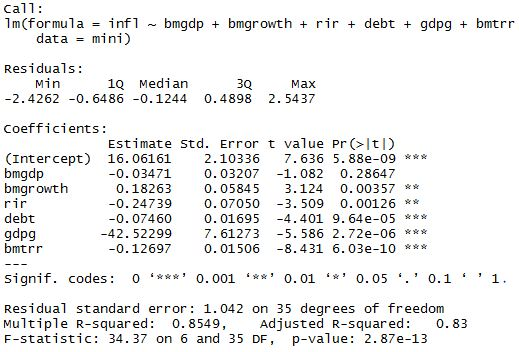 Call:
lm(formula = infl ~ bmgdp + bmgrowth + rir + debt + gdpg + bmtrr
    data = mini)
Residuals:
    Min      1Q  Median      3Q     Max
-2.4262 -0.6486 -0.1244  0.4898  2.5437
Coefficients:
             Estimate Std. Error t value Pr(>|t|)
(Intercept)  16.06161    2.10336   7.636 5.88e-09 ***
bmgdp        -0.03471    0.03207  -1.082  0.28647
bmgrowth      0.18263    0.05845   3.124  0.00357 **
rir          -0.24739    0.07050  -3.509  0.00126 **
debt         -0.07460    0.01695  -4.401 9.64e-05 ***
gdpg        -42.52299    7.61273  -5.586 2.72e-06 ***
bmtrr        -0.12697    0.01506  -8.431 6.03e-10 ***
---
Signif. codes:  0 ‘***’ 0.001 ‘**’ 0.01 ‘*’ 0.05 ‘.’ 0.1 ‘ ’ 1.
Residual standard error: 1.042 on 35 degrees of freedom
Multiple R-squared:  0.8549,    Adjusted R-squared:   0.83
F-statistic: 34.37 on 6 and 35 DF,  p-value: 2.87e-13